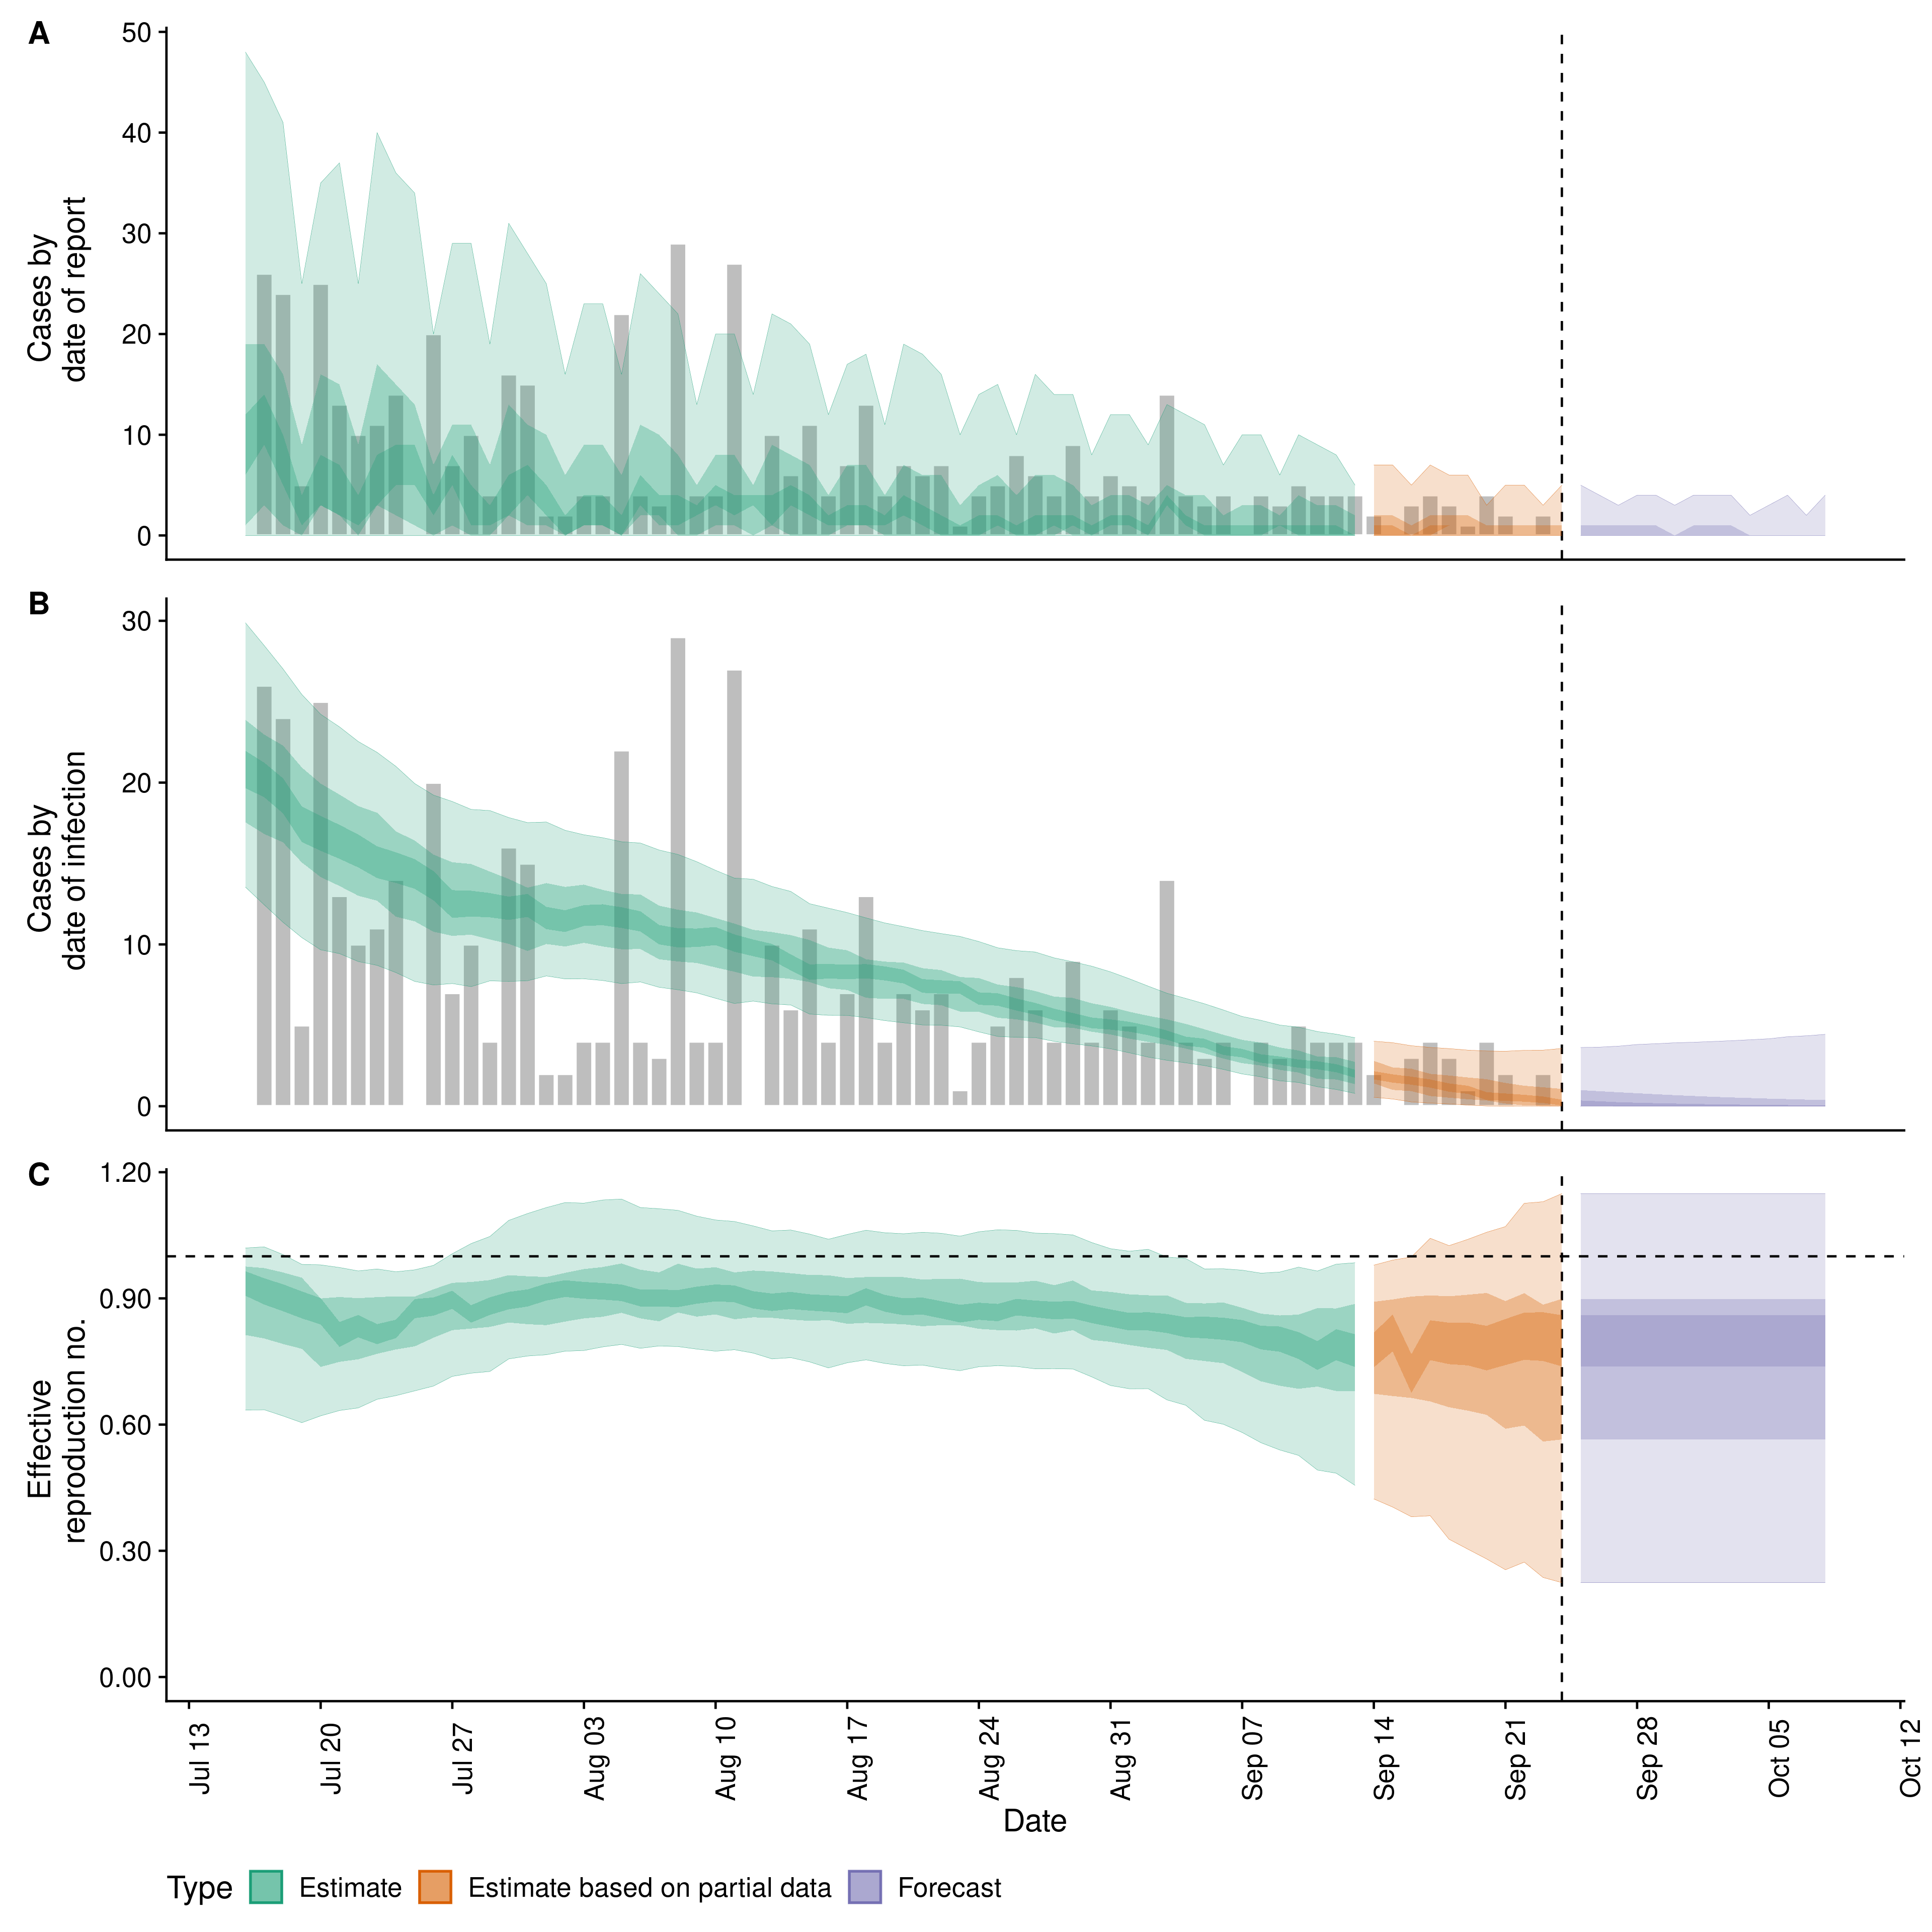 A
50
40
30
20
10
0
Cases by
date of report
B
30
20
10
0
Cases by
date of infection
C
1.20
0.90
0.60
0.30
0.00
Effective
reproduction no.
Jul 13
Jul 20
Jul 27
Aug 03
Aug 10
Aug 17
Aug 24
Aug 31
Sep 07
Sep 14
Sep 21
Sep 28
Oct 05
Oct 12
Date
Type Estimate Estimate based on partial data Forecast